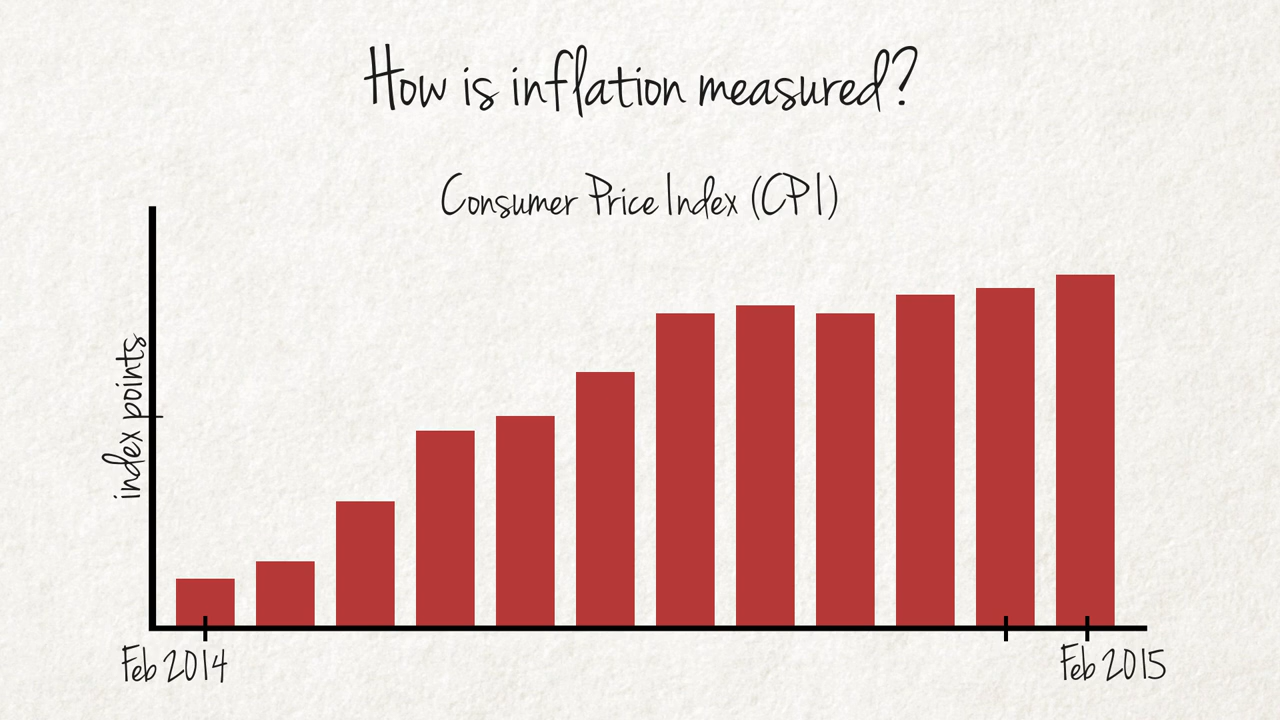 How is inflation measured?
Consumer Price Index (CPI)
index points
Feb 2014
Feb 2015